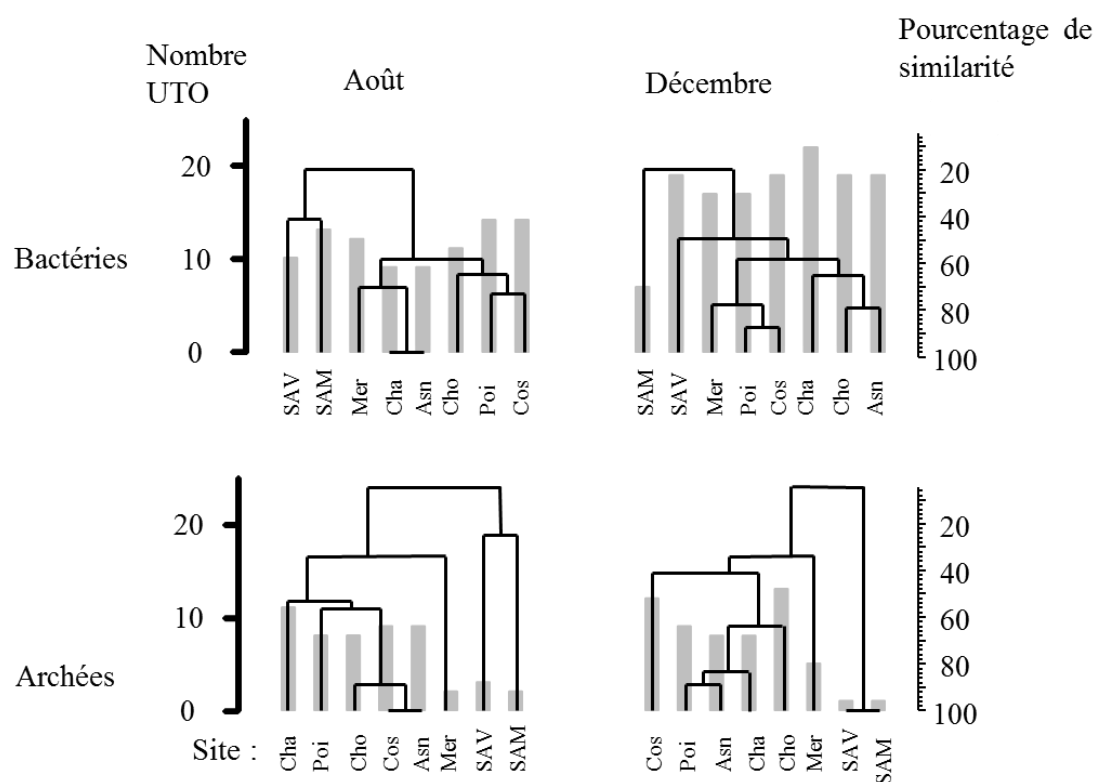 Nombre
UTO
Août
Décembre
Pourcentage de
similarité
Bactéries
20
10
0
20
40
60
80
100
SAV
SAM
Mer
Cha
Asn
Cho
Poi
Cos
SAM
SAV
Mer
Poi
Cos
Cha
Cho
Asn
Archées
20
10
0
20
40
60
80
100
Site :
Cha
Poi
Cho
Cos
Asn
Mer
SAV
SAM
Cos
Poi
Asn
Cha
Cho
Mer
SAV
SAM